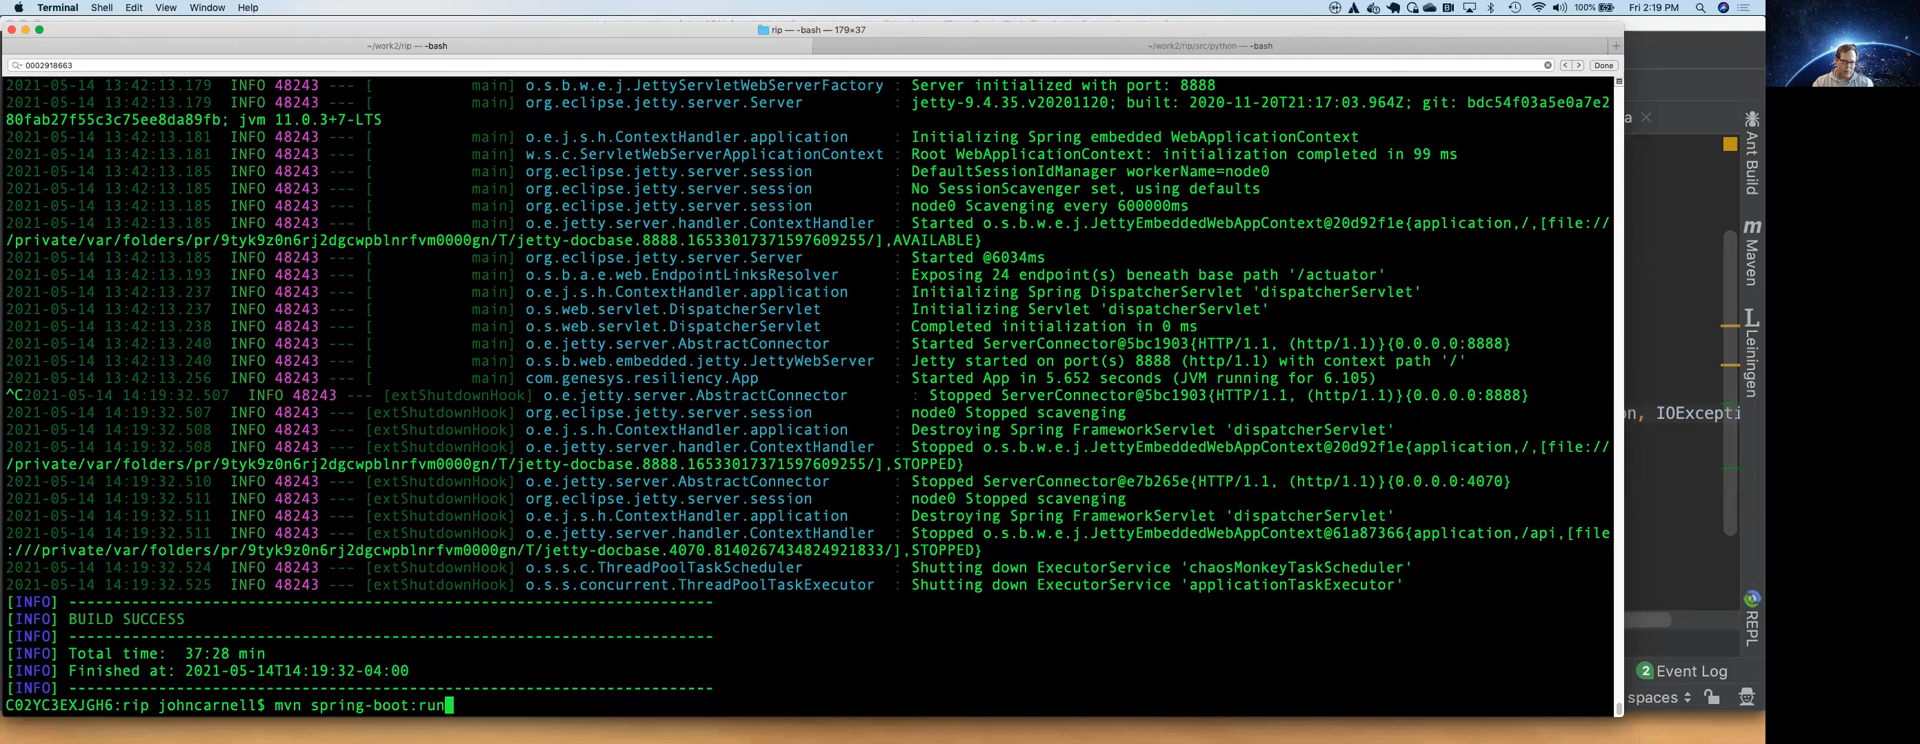 Terminal Shell Edit View Window Help
100% Fri 2:19 PM
rip — -bash — 179×37
~/work2/rip — -bash
~/work2/rip/src/python — -bash
0002918663
Done
2021-05-14 13:42:13.179 INFO 48243 --- [ main] o.s.b.w.e.j.JettyServletWebServerFactory : Server initialized with port: 8888
2021-05-14 13:42:13.179 INFO 48243 --- [ main] org.eclipse.jetty.server.Server : jetty-9.4.35.v20201120; built: 2020-11-20T21:17:03.964Z; git: bdc54f03a5e0a7e2
80fab27f55c3c75ee8da89fb; jvm 11.0.3+7-LTS
2021-05-14 13:42:13.181 INFO 48243 --- [ main] o.e.j.s.h.ContextHandler.application : Initializing Spring embedded WebApplicationContext
2021-05-14 13:42:13.181 INFO 48243 --- [ main] w.s.c.ServletWebServerApplicationContext : Root WebApplicationContext: initialization completed in 99 ms
2021-05-14 13:42:13.185 INFO 48243 --- [ main] org.eclipse.jetty.server.session : DefaultSessionIdManager workerName=node0
2021-05-14 13:42:13.185 INFO 48243 --- [ main] org.eclipse.jetty.server.session : No SessionScavenger set, using defaults
2021-05-14 13:42:13.185 INFO 48243 --- [ main] org.eclipse.jetty.server.session : node0 Scavenging every 600000ms
2021-05-14 13:42:13.185 INFO 48243 --- [ main] o.e.jetty.server.handler.ContextHandler : Started o.s.b.w.e.j.JettyEmbeddedWebAppContext@20d92f1e{application,/,[file://
/private/var/folders/pr/9tyk9z0n6rj2dgcwpblnrfvm0000gn/T/jetty-docbase.8888.16533017371597609255/],AVAILABLE}
2021-05-14 13:42:13.185 INFO 48243 --- [ main] org.eclipse.jetty.server.Server : Started @6034ms
2021-05-14 13:42:13.193 INFO 48243 --- [ main] o.s.b.a.e.web.EndpointLinksResolver : Exposing 24 endpoint(s) beneath base path '/actuator'
2021-05-14 13:42:13.237 INFO 48243 --- [ main] o.e.j.s.h.ContextHandler.application : Initializing Spring DispatcherServlet 'dispatcherServlet'
2021-05-14 13:42:13.237 INFO 48243 --- [ main] o.s.web.servlet.DispatcherServlet : Initializing Servlet 'dispatcherServlet'
2021-05-14 13:42:13.238 INFO 48243 --- [ main] o.s.web.servlet.DispatcherServlet : Completed initialization in 0 ms
2021-05-14 13:42:13.240 INFO 48243 --- [ main] o.e.jetty.server.AbstractConnector : Started ServerConnector@5bc1903{HTTP/1.1, (http/1.1)}{0.0.0.0:8888}
2021-05-14 13:42:13.240 INFO 48243 --- [ main] o.s.b.web.embedded.jetty.JettyWebServer : Jetty started on port(s) 8888 (http/1.1) with context path '/'
2021-05-14 13:42:13.256 INFO 48243 --- [ main] com.genesys.resiliency.App : Started App in 5.652 seconds (JVM running for 6.105)
^C2021-05-14 14:19:32.507 INFO 48243 --- [extShutdownHook] o.e.jetty.server.AbstractConnector : Stopped ServerConnector@5bc1903{HTTP/1.1, (http/1.1)}{0.0.0.0:8888}
2021-05-14 14:19:32.507 INFO 48243 --- [extShutdownHook] org.eclipse.jetty.server.session : node0 Stopped scavenging
2021-05-14 14:19:32.508 INFO 48243 --- [extShutdownHook] o.e.j.s.h.ContextHandler.application : Destroying Spring FrameworkServlet 'dispatcherServlet'
2021-05-14 14:19:32.508 INFO 48243 --- [extShutdownHook] o.e.jetty.server.handler.ContextHandler : Stopped o.s.b.w.e.j.JettyEmbeddedWebAppContext@20d92f1e{application,/,[file://
/private/var/folders/pr/9tyk9z0n6rj2dgcwpblnrfvm0000gn/T/jetty-docbase.8888.16533017371597609255/],STOPPED}
2021-05-14 14:19:32.510 INFO 48243 --- [extShutdownHook] o.e.jetty.server.AbstractConnector : Stopped ServerConnector@e7b265e{HTTP/1.1, (http/1.1)}{0.0.0.0:4070}
2021-05-14 14:19:32.511 INFO 48243 --- [extShutdownHook] org.eclipse.jetty.server.session : node0 Stopped scavenging
2021-05-14 14:19:32.511 INFO 48243 --- [extShutdownHook] o.e.j.s.h.ContextHandler.application : Destroying Spring FrameworkServlet 'dispatcherServlet'
2021-05-14 14:19:32.511 INFO 48243 --- [extShutdownHook] o.e.jetty.server.handler.ContextHandler : Stopped o.s.b.w.e.j.JettyEmbeddedWebAppContext@61a87366{application,/api,[file
:///private/var/folders/pr/9tyk9z0n6rj2dgcwpblnrfvm0000gn/T/jetty-docbase.4070.8140267434824921833/],STOPPED}
2021-05-14 14:19:32.524 INFO 48243 --- [extShutdownHook] o.s.s.c.ThreadPoolTaskScheduler : Shutting down ExecutorService 'chaosMonkeyTaskScheduler'
2021-05-14 14:19:32.525 INFO 48243 --- [extShutdownHook] o.s.s.concurrent.ThreadPoolTaskExecutor : Shutting down ExecutorService 'applicationTaskExecutor'
[INFO] ------------------------------------------------------------------------
[INFO] BUILD SUCCESS
[INFO] ------------------------------------------------------------------------
[INFO] Total time: 37:28 min
[INFO] Finished at: 2021-05-14T14:19:32-04:00
[INFO] ------------------------------------------------------------------------
C02YC3EXJGH6:rip johncarnell$ mvn spring-boot:run
a
Ant Build
m Maven
L Leiningen
n, IOExcepti
REPL
2 Event Log
spaces